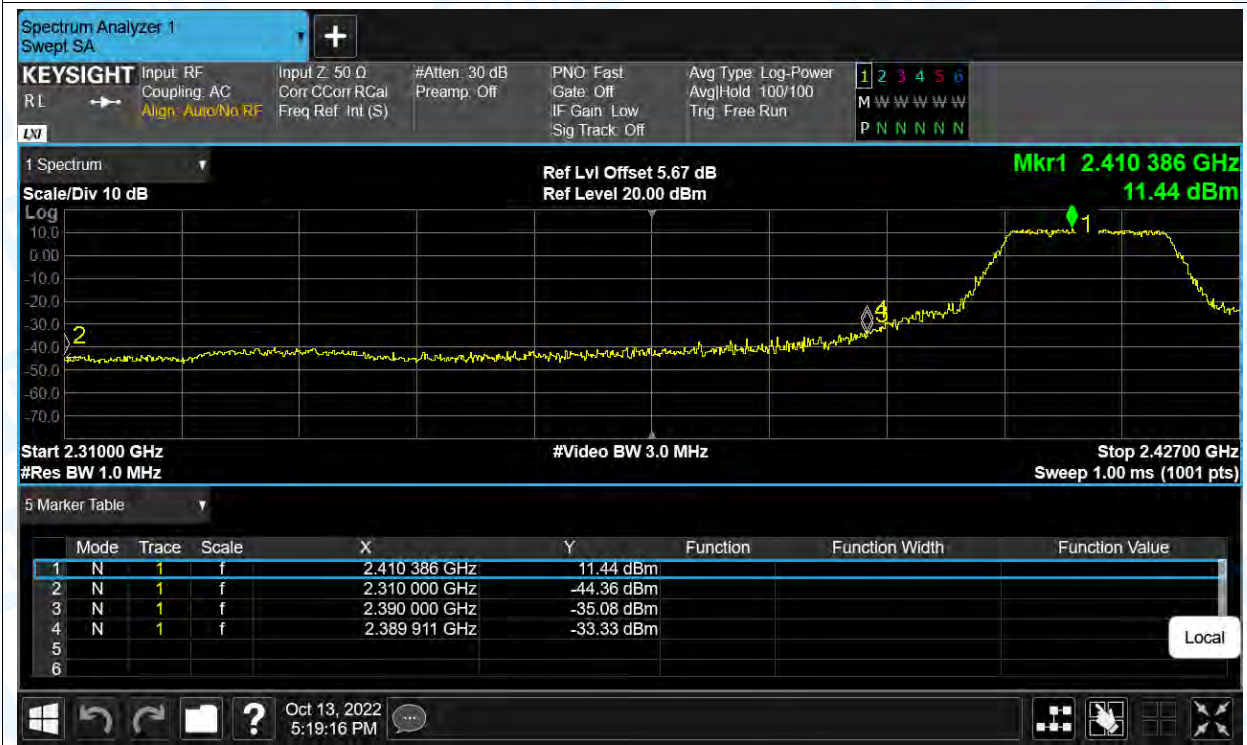 Spectrum Analyzer 1
Swept SA
+
KEYSIGHT Input: RF Input Z: 50 Ω #Atten: 30 dB PNO: Fast Avg Type: Log-Power 1 2 3 4 5 6
RL Coupling: AC Corr CCorr RCal Preamp: Off Gate: Off Avg|Hold: 100/100 M W W W W W
Align: Auto/No RF Freq Ref: Int (S) IF Gain: Low Trig: Free Run
LXI Sig Track: Off P N N N N N
1 Spectrum Ref Lvl Offset 5.67 dB Mkr1 2.410 386 GHz
Scale/Div 10 dB Ref Level 20.00 dBm 11.44 dBm
Log
10.0 1
0.00
-10.0
-20.0
-30.0 2
-40.0
-50.0
-60.0
-70.0
Start 2.31000 GHz #Video BW 3.0 MHz Stop 2.42700 GHz
#Res BW 1.0 MHz Sweep 1.00 ms (1001 pts)
5 Marker Table
Mode Trace Scale X Y Function Function Width Function Value
1 N 1 f 2.410 386 GHz 11.44 dBm
2 N 1 f 2.310 000 GHz -44.36 dBm
3 N 1 f 2.390 000 GHz -35.08 dBm
4 N 1 f 2.389 911 GHz -33.33 dBm
5
6
Local
? Oct 13, 2022
5:19:16 PM